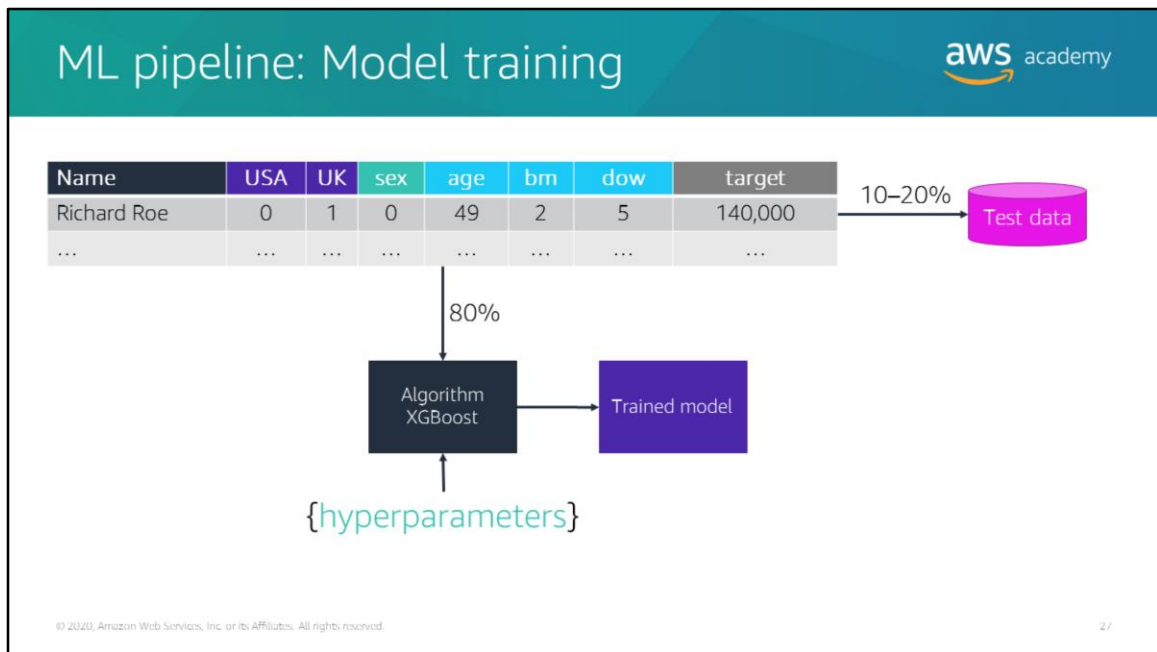 ML pipeline: Model training
aws academy
Name USA UK sex age bm dow target
Richard Roe 0 1 0 49 2 5 140,000
... ... ... ... ... ... ... ...
10–20%
Test data
80%
Algorithm
XGBoost
Trained model
{hyperparameters}
© 2020, Amazon Web Services, Inc. or its Affiliates. All rights reserved.
27